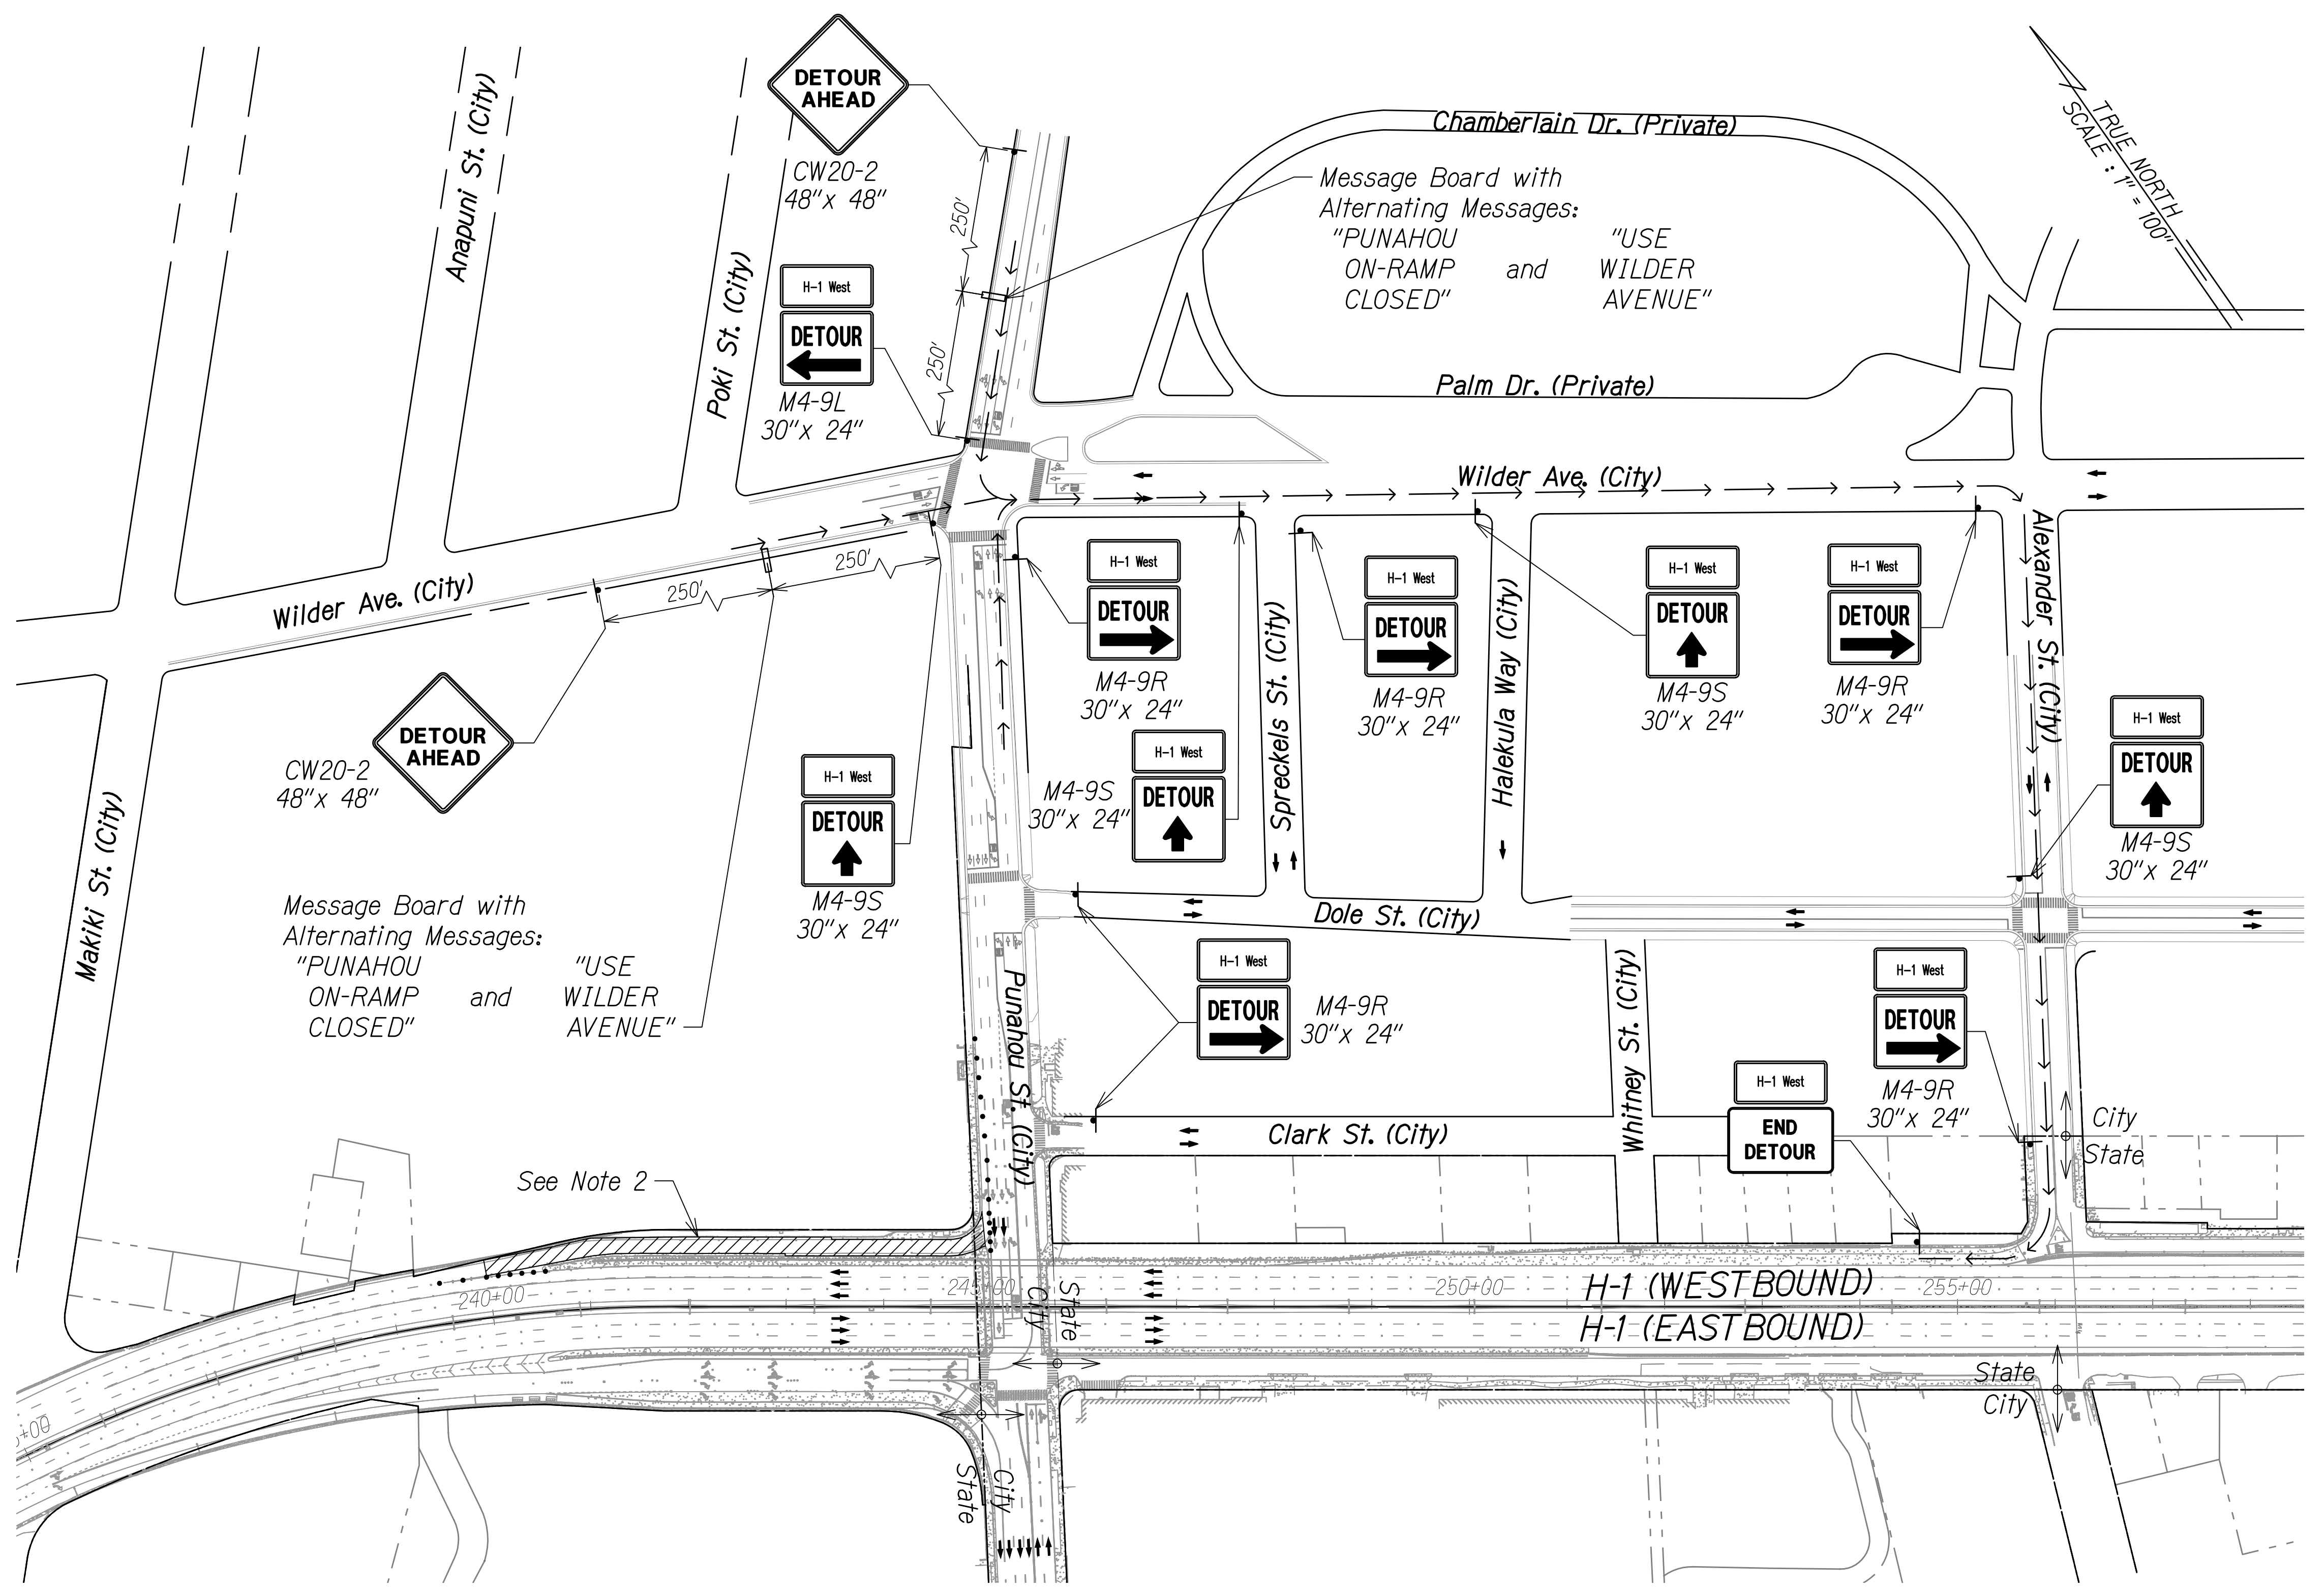 DETOUR
AHEAD
CW20-2
48"x 48"
250'
250'
H-1 West
DETOUR
M4-9L
30"x 24"
Anapuni St. (City)
Poki St. (City)
Chamberlain Dr. (Private)
Message Board with
Alternating Messages:
"PUNAHOU "USE
ON-RAMP and WILDER
CLOSED" AVENUE"
Palm Dr. (Private)
TRUE NORTH
SCALE : 1" = 100"
Wilder Ave. (City)
Wilder Ave. (City)
250'
250'
DETOUR
AHEAD
CW20-2
48"x 48"
Makiki St. (City)
H-1 West
DETOUR
M4-9S
30"x 24"
Message Board with
Alternating Messages:
"PUNAHOU "USE
ON-RAMP and WILDER
CLOSED" AVENUE"
H-1 West
DETOUR
M4-9R
30"x 24"
H-1 West
DETOUR
M4-9S
30"x 24"
Spreckels St. (City)
H-1 West
DETOUR
M4-9R
30"x 24"
Halekula Way (City)
H-1 West
DETOUR
M4-9S
30"x 24"
H-1 West
DETOUR
M4-9R
30"x 24"
Alexander St. (City)
H-1 West
DETOUR
M4-9S
30"x 24"
Dole St. (City)
Punahou St. (City)
H-1 West
DETOUR
M4-9R
30"x 24"
Whitney St. (City)
Clark St. (City)
H-1 West
DETOUR
M4-9R
30"x 24"
H-1 West
END
DETOUR
City
State
See Note 2
240+00
245+00
City
State
250+00
255+00
H-1 (WESTBOUND)
H-1 (EASTBOUND)
State
City
State
City